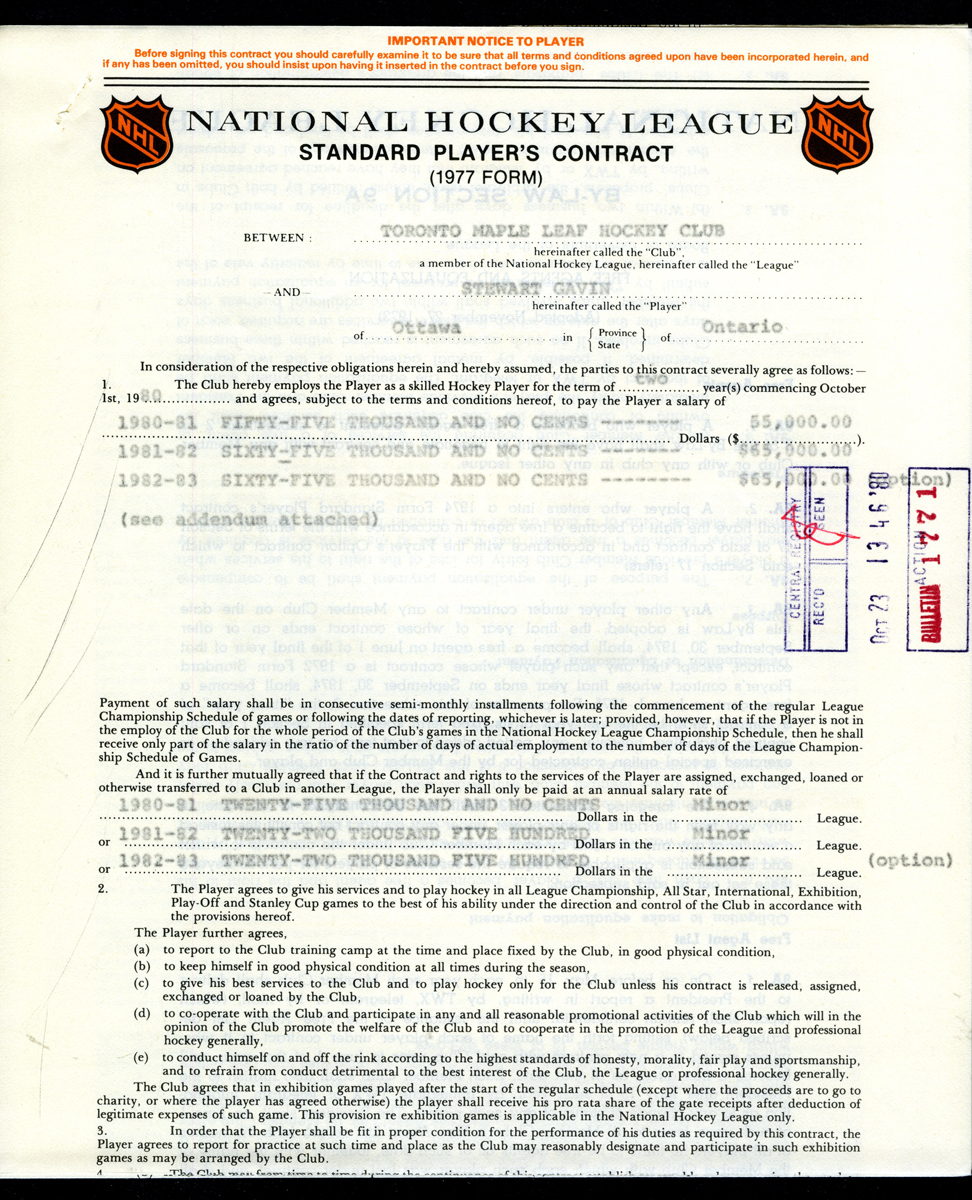 IMPORTANT NOTICE TO PLAYER
Before signing this contract you should carefully examine it to be sure that all terms and conditions agreed upon have been incorporated herein, and
if any has been omitted, you should insist upon having it inserted in the contract before you sign.
NHL NATIONAL HOCKEY LEAGUE NHL
STANDARD PLAYER'S CONTRACT
(1977 FORM)
BETWEEN : TORONTO MAPLE LEAF HOCKEY CLUB
hereinafter called the "Club",
a member of the National Hockey League, hereinafter called the "League"
—AND— STEWART GAVIN
hereinafter called the "Player"
of Ottawa in { Province State } of Ontario
In consideration of the respective obligations herein and hereby assumed, the parties to this contract severally agree as follows:—
1. The Club hereby employs the Player as a skilled Hockey Player for the term of two year(s) commencing October
1st, 1980 and agrees, subject to the terms and conditions hereof, to pay the Player a salary of
1980-81 FIFTY-FIVE THOUSAND AND NO CENTS -------- 55,000.00
Dollars ($..............).
1981-82 SIXTY-FIVE THOUSAND AND NO CENTS -------- $65,000.00
1982-83 SIXTY-FIVE THOUSAND AND NO CENTS -------- $65,000.00 (option)
(see addendum attached)
CENTRAL REGISTRY
REC'D SEEN
OCT 23 13 46 '80
ACTION
BULLETIN 1771
Payment of such salary shall be in consecutive semi-monthly installments following the commencement of the regular League
Championship Schedule of games or following the dates of reporting, whichever is later; provided, however, that if the Player is not in
the employ of the Club for the whole period of the Club's games in the National Hockey League Championship Schedule, then he shall
receive only part of the salary in the ratio of the number of days of actual employment to the number of days of the League Champion-
ship Schedule of Games.
And it is further mutually agreed that if the Contract and rights to the services of the Player are assigned, exchanged, loaned or
otherwise transferred to a Club in another League, the Player shall only be paid at an annual salary rate of
1980-81 TWENTY-FIVE THOUSAND AND NO CENTS Dollars in the Minor League.
or 1981-82 TWENTY-TWO THOUSAND FIVE HUNDRED Dollars in the Minor League.
or 1982-83 TWENTY-TWO THOUSAND FIVE HUNDRED Dollars in the Minor League. (option)
2. The Player agrees to give his services and to play hockey in all League Championship, All Star, International, Exhibition,
Play-Off and Stanley Cup games to the best of his ability under the direction and control of the Club in accordance with
the provisions hereof.
The Player further agrees,
(a) to report to the Club training camp at the time and place fixed by the Club, in good physical condition,
(b) to keep himself in good physical condition at all times during the season,
(c) to give his best services to the Club and to play hockey only for the Club unless his contract is released, assigned,
exchanged or loaned by the Club,
(d) to co-operate with the Club and participate in any and all reasonable promotional activities of the Club which will in the
opinion of the Club promote the welfare of the Club and to cooperate in the promotion of the League and professional
hockey generally,
(e) to conduct himself on and off the rink according to the highest standards of honesty, morality, fair play and sportsmanship,
and to refrain from conduct detrimental to the best interest of the Club, the League or professional hockey generally.
The Club agrees that in exhibition games played after the start of the regular schedule (except where the proceeds are to go to
charity, or where the player has agreed otherwise) the player shall receive his pro rata share of the gate receipts after deduction of
legitimate expenses of such game. This provision re exhibition games is applicable in the National Hockey League only.
3. In order that the Player shall be fit in proper condition for the performance of his duties as required by this contract, the
Player agrees to report for practice at such time and place as the Club may reasonably designate and participate in such exhibition
games as may be arranged by the Club.